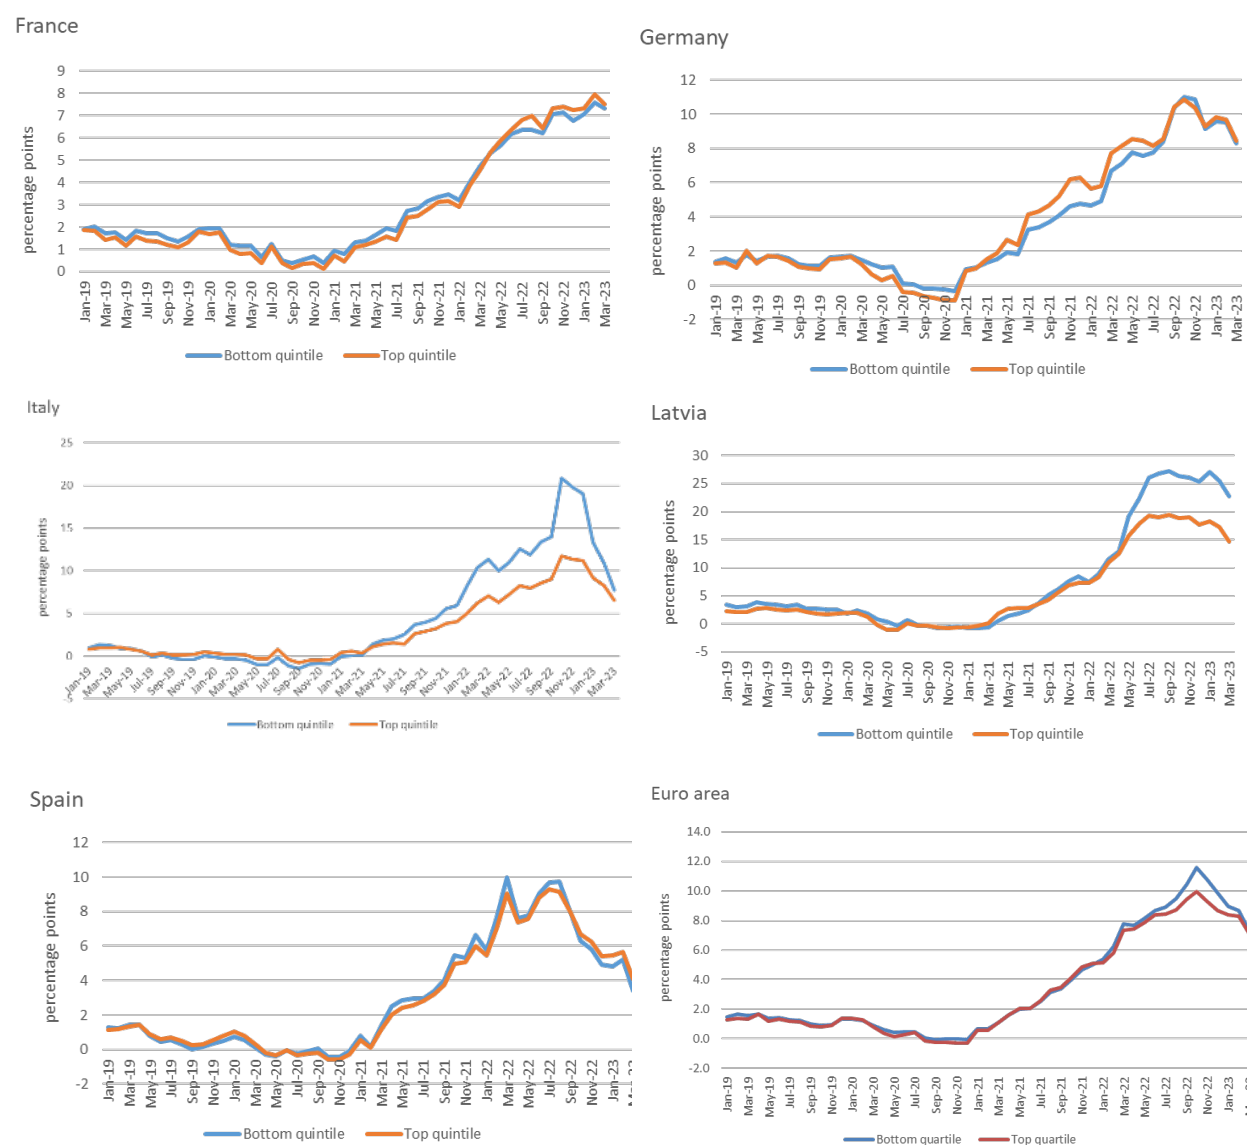 France
percentage points
9
8
7
6
5
4
3
2
1
0
Jan-19 Mar-19 May-19 Jul-19 Sep-19 Nov-19 Jan-20 Mar-20 May-20 Jul-20 Sep-20 Nov-20 Jan-21 Mar-21 May-21 Jul-21 Sep-21 Nov-21 Jan-22 Mar-22 May-22 Jul-22 Sep-22 Nov-22 Jan-23 Mar-23
Bottom quintile Top quintile
Germany
percentage points
12
10
8
6
4
2
0
-2
Jan-19 Mar-19 May-19 Jul-19 Sep-19 Nov-19 Jan-20 Mar-20 May-20 Jul-20 Sep-20 Nov-20 Jan-21 Mar-21 May-21 Jul-21 Sep-21 Nov-21 Jan-22 Mar-22 May-22 Jul-22 Sep-22 Nov-22 Jan-23 Mar-23
Bottom quintile Top quintile
Italy
percentage points
25
20
15
10
5
0
-5
Jan-19 Mar-19 May-19 Jul-19 Sep-19 Nov-19 Jan-20 Mar-20 May-20 Jul-20 Sep-20 Nov-20 Jan-21 Mar-21 May-21 Jul-21 Sep-21 Nov-21 Jan-22 Mar-22 May-22 Jul-22 Sep-22 Nov-22 Jan-23 Mar-23
Bottom quintile Top quintile
Latvia
percentage points
30
25
20
15
10
5
0
-5
Jan-19 Mar-19 May-19 Jul-19 Sep-19 Nov-19 Jan-20 Mar-20 May-20 Jul-20 Sep-20 Nov-20 Jan-21 Mar-21 May-21 Jul-21 Sep-21 Nov-21 Jan-22 Mar-22 May-22 Jul-22 Sep-22 Nov-22 Jan-23 Mar-23
Bottom quintile Top quintile
Spain
percentage points
12
10
8
6
4
2
0
-2
Jan-19 Mar-19 May-19 Jul-19 Sep-19 Nov-19 Jan-20 Mar-20 May-20 Jul-20 Sep-20 Nov-20 Jan-21 Mar-21 May-21 Jul-21 Sep-21 Nov-21 Jan-22 Mar-22 May-22 Jul-22 Sep-22 Nov-22 Jan-23
Bottom quintile Top quintile
Euro area
percentage points
14.0
12.0
10.0
8.0
6.0
4.0
2.0
0.0
-2.0
Jan-19 Mar-19 May-19 Jul-19 Sep-19 Nov-19 Jan-20 Mar-20 May-20 Jul-20 Sep-20 Nov-20 Jan-21 Mar-21 May-21 Jul-21 Sep-21 Nov-21 Jan-22 Mar-22 May-22 Jul-22 Sep-22 Nov-22 Jan-23
Bottom quartile Top quartile